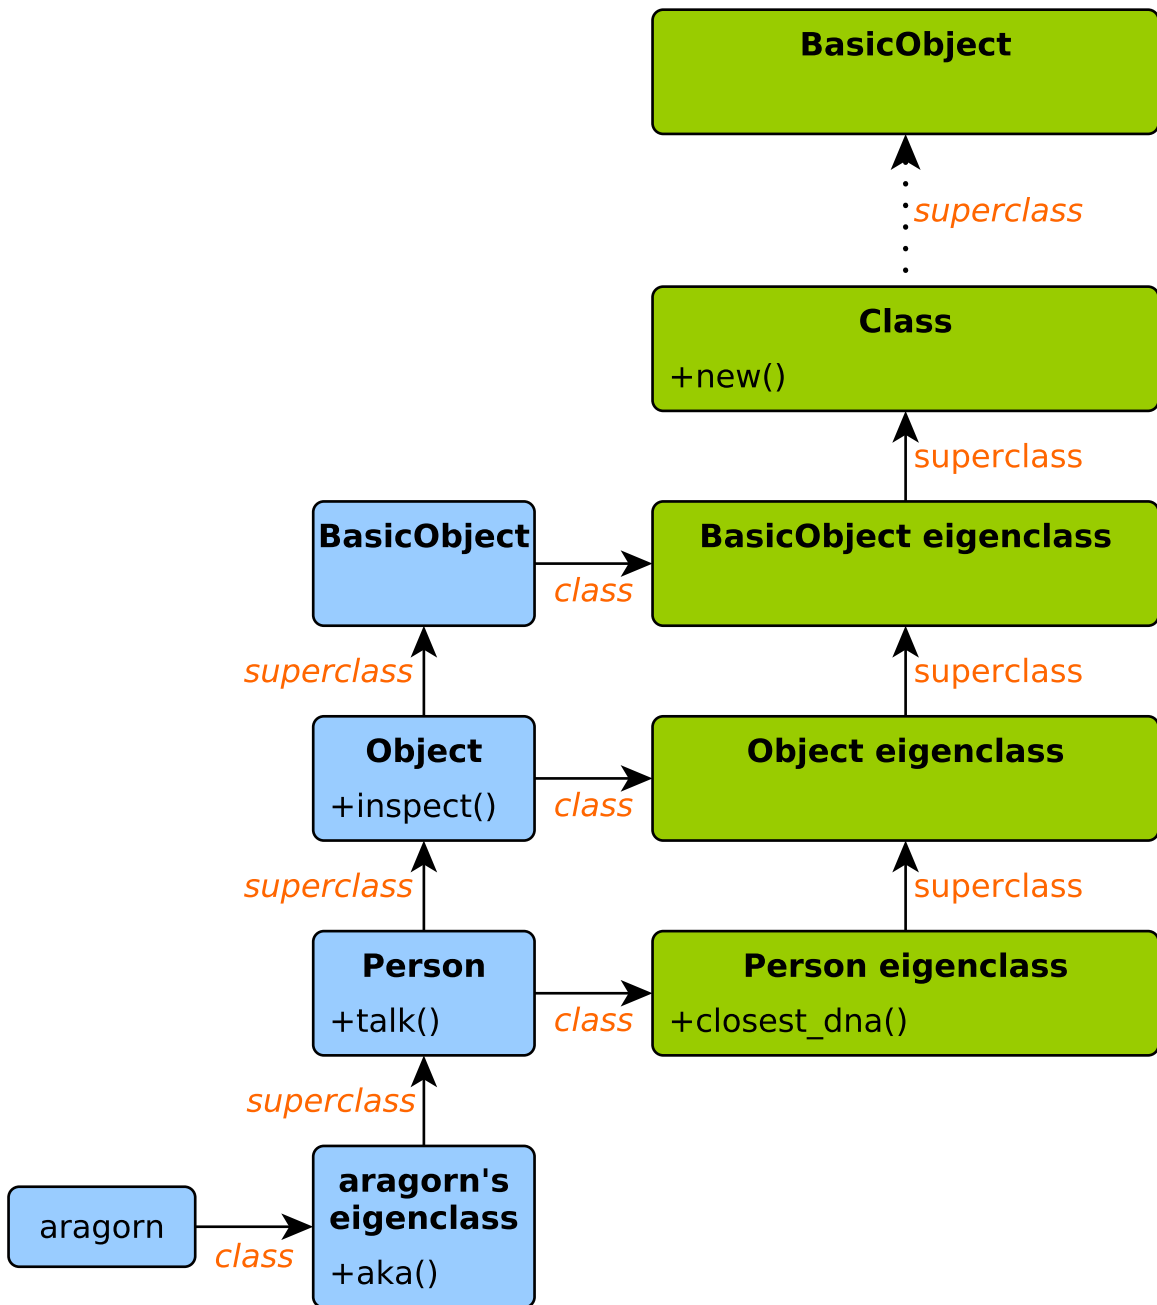 BasicObject
superclass
Class
+new()
superclass
BasicObject
class
BasicObject eigenclass
superclass
superclass
Object
+inspect()
class
Object eigenclass
superclass
superclass
Person
+talk()
class
Person eigenclass
+closest_dna()
superclass
aragorn
class
aragorn's
eigenclass
+aka()